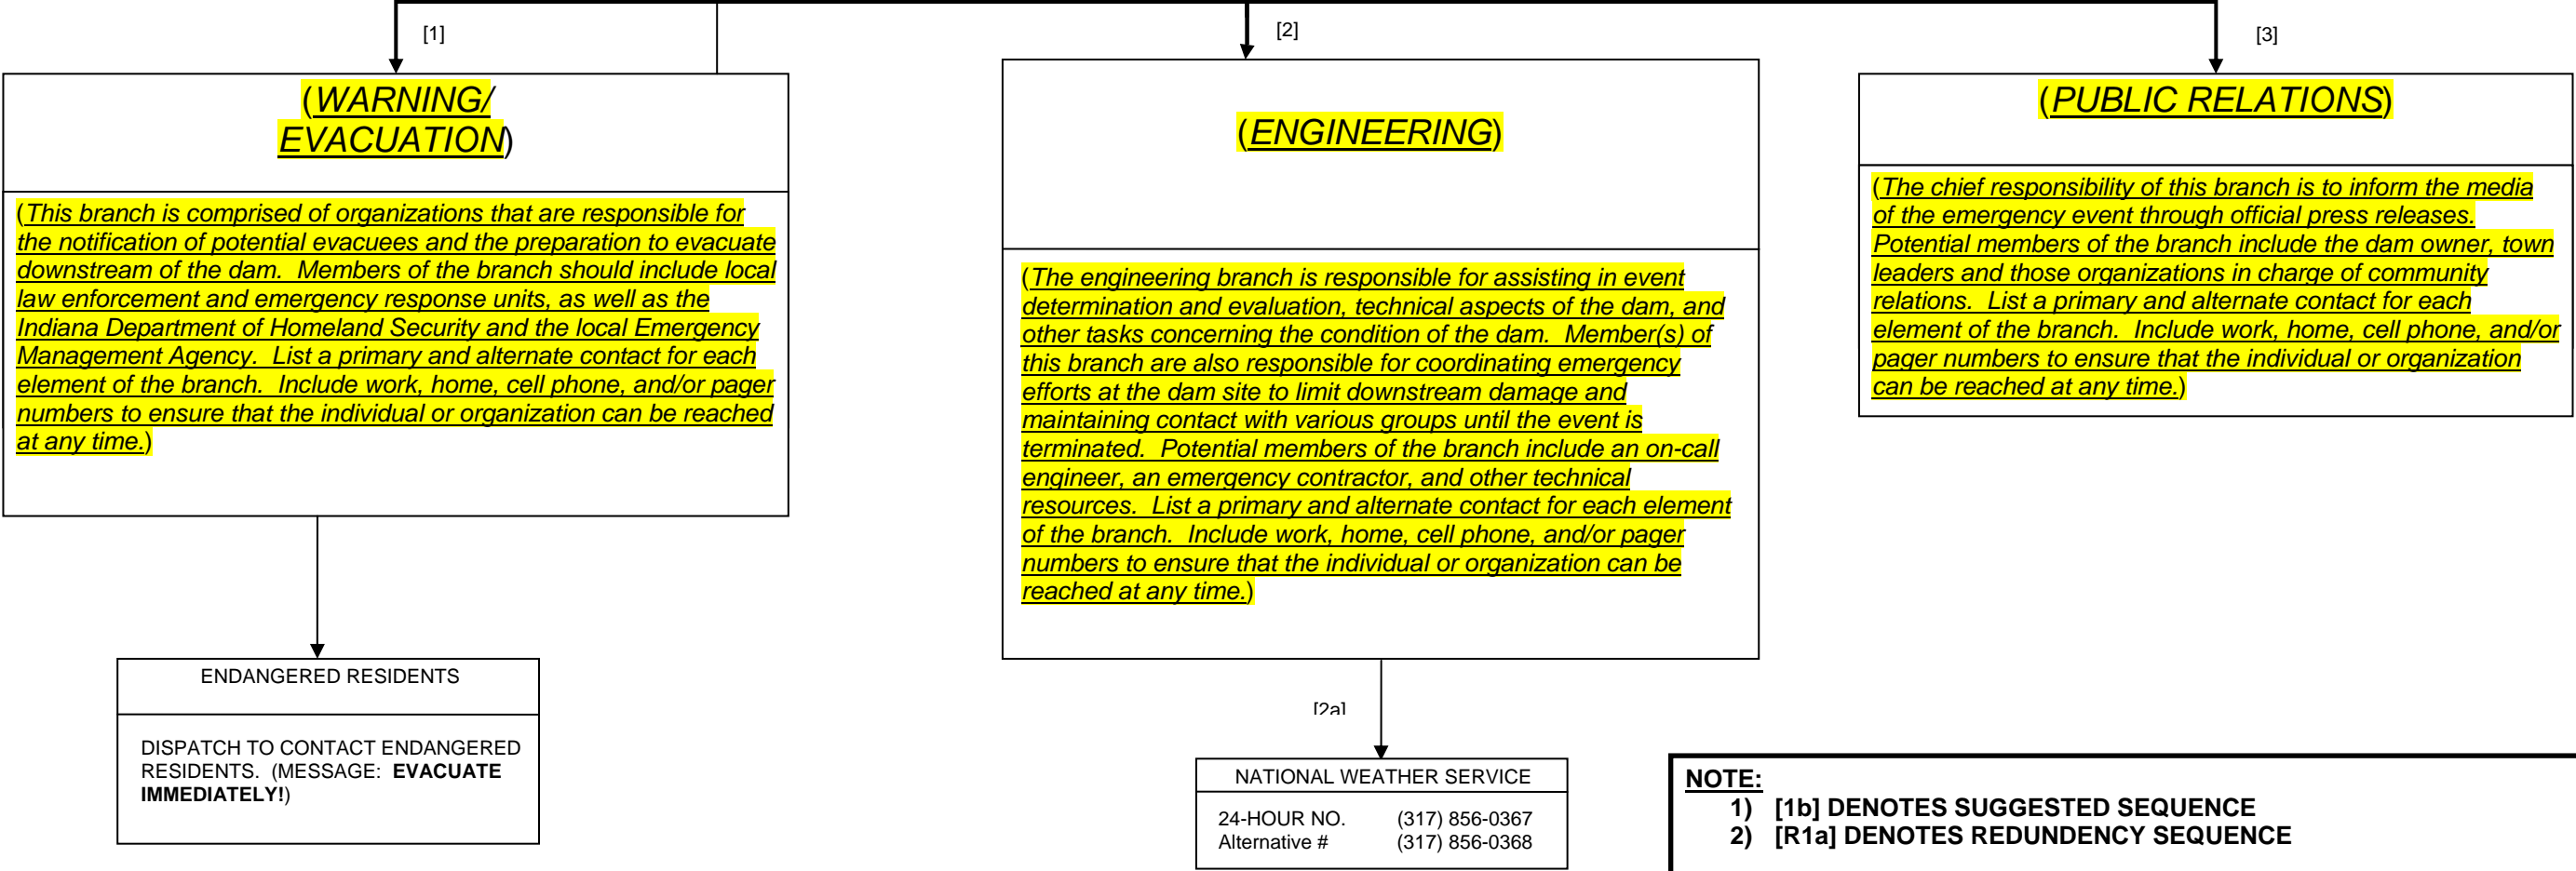 [1]
[2]
[3]
(WARNING/
EVACUATION)
(This branch is comprised of organizations that are responsible for
the notification of potential evacuees and the preparation to evacuate
downstream of the dam. Members of the branch should include local
law enforcement and emergency response units, as well as the
Indiana Department of Homeland Security and the local Emergency
Management Agency. List a primary and alternate contact for each
element of the branch. Include work, home, cell phone, and/or pager
numbers to ensure that the individual or organization can be reached
at any time.)
(ENGINEERING)
(The engineering branch is responsible for assisting in event
determination and evaluation, technical aspects of the dam, and
other tasks concerning the condition of the dam. Member(s) of
this branch are also responsible for coordinating emergency
efforts at the dam site to limit downstream damage and
maintaining contact with various groups until the event is
terminated. Potential members of the branch include an on-call
engineer, an emergency contractor, and other technical
resources. List a primary and alternate contact for each element
of the branch. Include work, home, cell phone, and/or pager
numbers to ensure that the individual or organization can be
reached at any time.)
(PUBLIC RELATIONS)
(The chief responsibility of this branch is to inform the media
of the emergency event through official press releases.
Potential members of the branch include the dam owner, town
leaders and those organizations in charge of community
relations. List a primary and alternate contact for each
element of the branch. Include work, home, cell phone, and/or
pager numbers to ensure that the individual or organization
can be reached at any time.)
ENDANGERED RESIDENTS
DISPATCH TO CONTACT ENDANGERED
RESIDENTS. (MESSAGE: EVACUATE
IMMEDIATELY!)
[2a]
NATIONAL WEATHER SERVICE
24-HOUR NO. (317) 856-0367
Alternative # (317) 856-0368
NOTE:
1) [1b] DENOTES SUGGESTED SEQUENCE
2) [R1a] DENOTES REDUNDENCY SEQUENCE